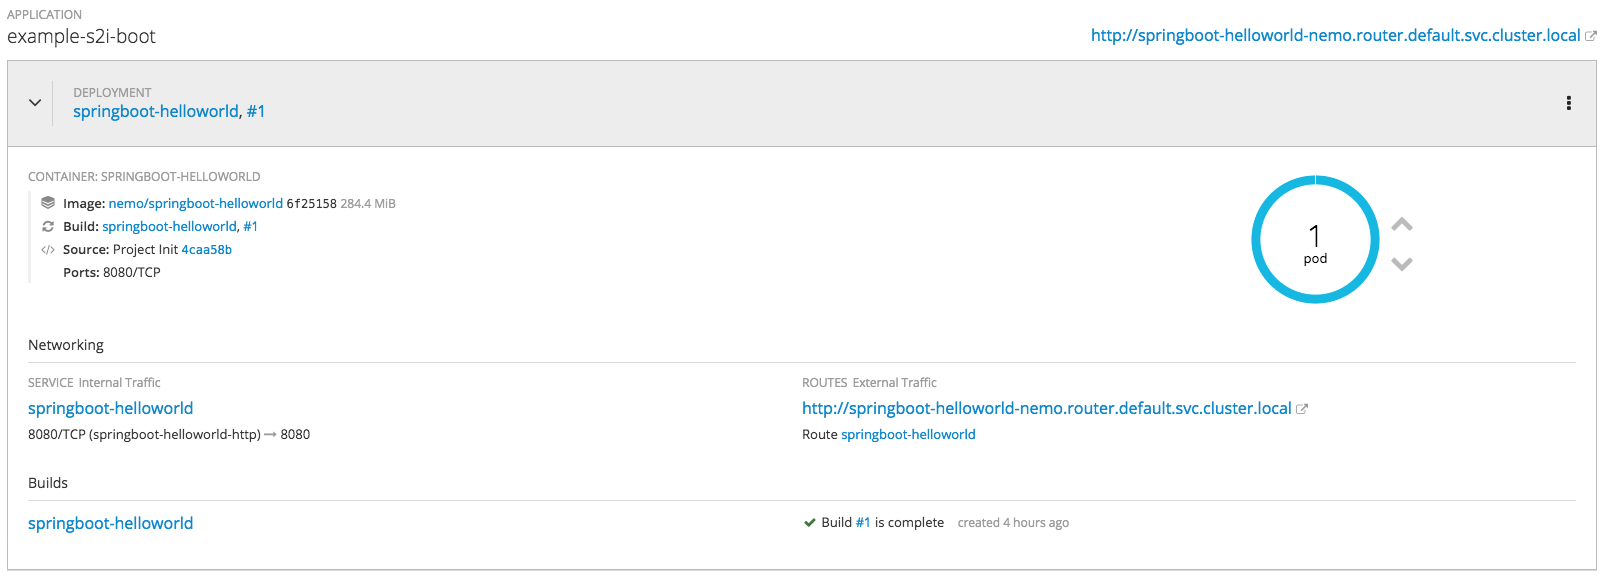 APPLICATION
example-s2i-boot
http://springboot-helloworld-nemo.router.default.svc.cluster.local
DEPLOYMENT
springboot-helloworld, #1
CONTAINER: SPRINGBOOT-HELLOWORLD
Image: nemo/springboot-helloworld 6f25158 284.4 MiB
Build: springboot-helloworld, #1
</> Source: Project Init 4caa58b
Ports: 8080/TCP
1
pod
Networking
SERVICE Internal Traffic
springboot-helloworld
8080/TCP (springboot-helloworld-http) → 8080
ROUTES External Traffic
http://springboot-helloworld-nemo.router.default.svc.cluster.local
Route springboot-helloworld
Builds
springboot-helloworld
Build #1 is complete created 4 hours ago